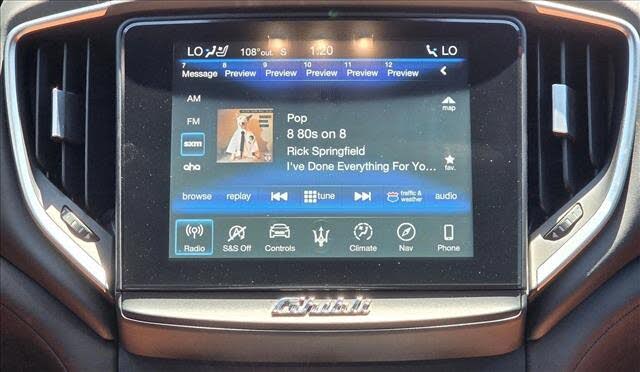 LO 108°out. S 1:20 LO
7 8 9 10 11 12
Message Preview Preview Preview Preview Preview
AM
FM
sxm
aha
Pop
8 80s on 8
Rick Springfield
I've Done Everything For Yo...
map
fav.
browse replay tune traffic & weather audio
Radio S&S Off Controls Climate Nav Phone
Ghibli